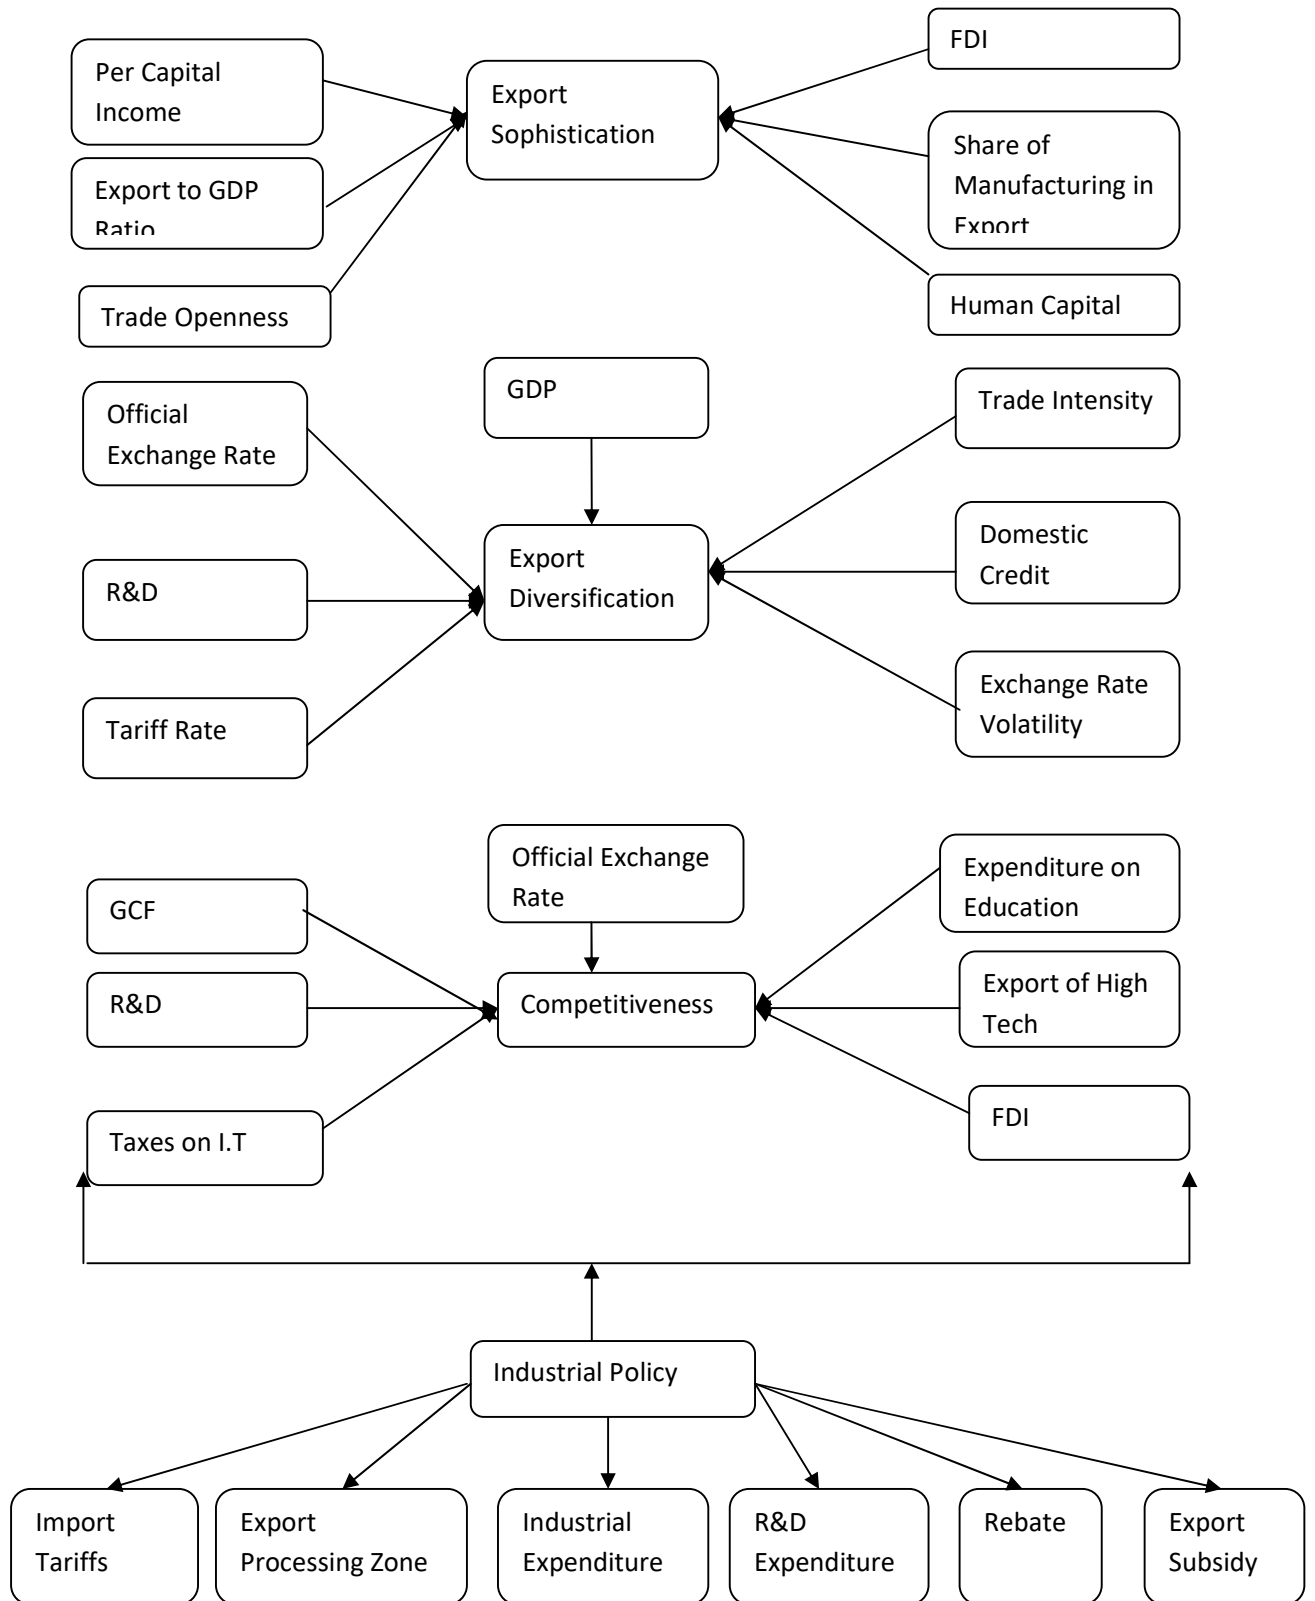 Per Capital
Income
Export to GDP
Ratio
Trade Openness
Export
Sophistication
FDI
Share of
Manufacturing in
Export
Human Capital
Official
Exchange Rate
R&D
Tariff Rate
GDP
Export
Diversification
Trade Intensity
Domestic
Credit
Exchange Rate
Volatility
GCF
R&D
Taxes on I.T
Official Exchange
Rate
Competitiveness
Expenditure on
Education
Export of High
Tech
FDI
Industrial Policy
Import
Tariffs
Export
Processing Zone
Industrial
Expenditure
R&D
Expenditure
Rebate
Export
Subsidy